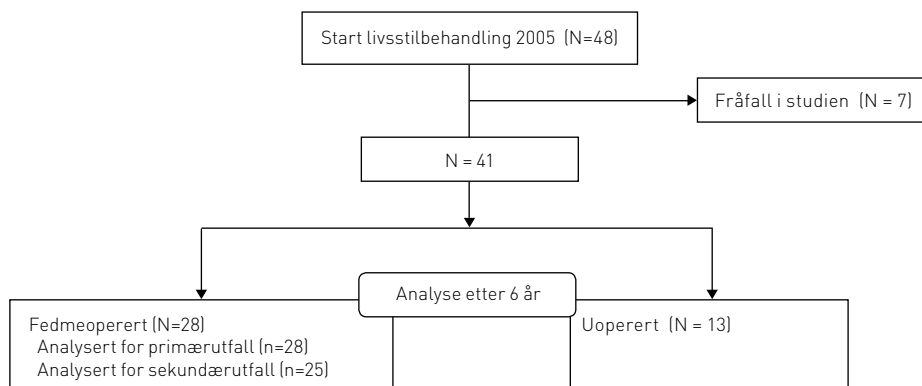 Start livsstilbehandling 2005 (N=48)
Fråfall i studien (N = 7)
N = 41
Analyse etter 6 år
Fedmeoperert (N=28)
Analysert for primærutfall (n=28)
Analysert for sekundærutfall (n=25)
Uoperert (N = 13)